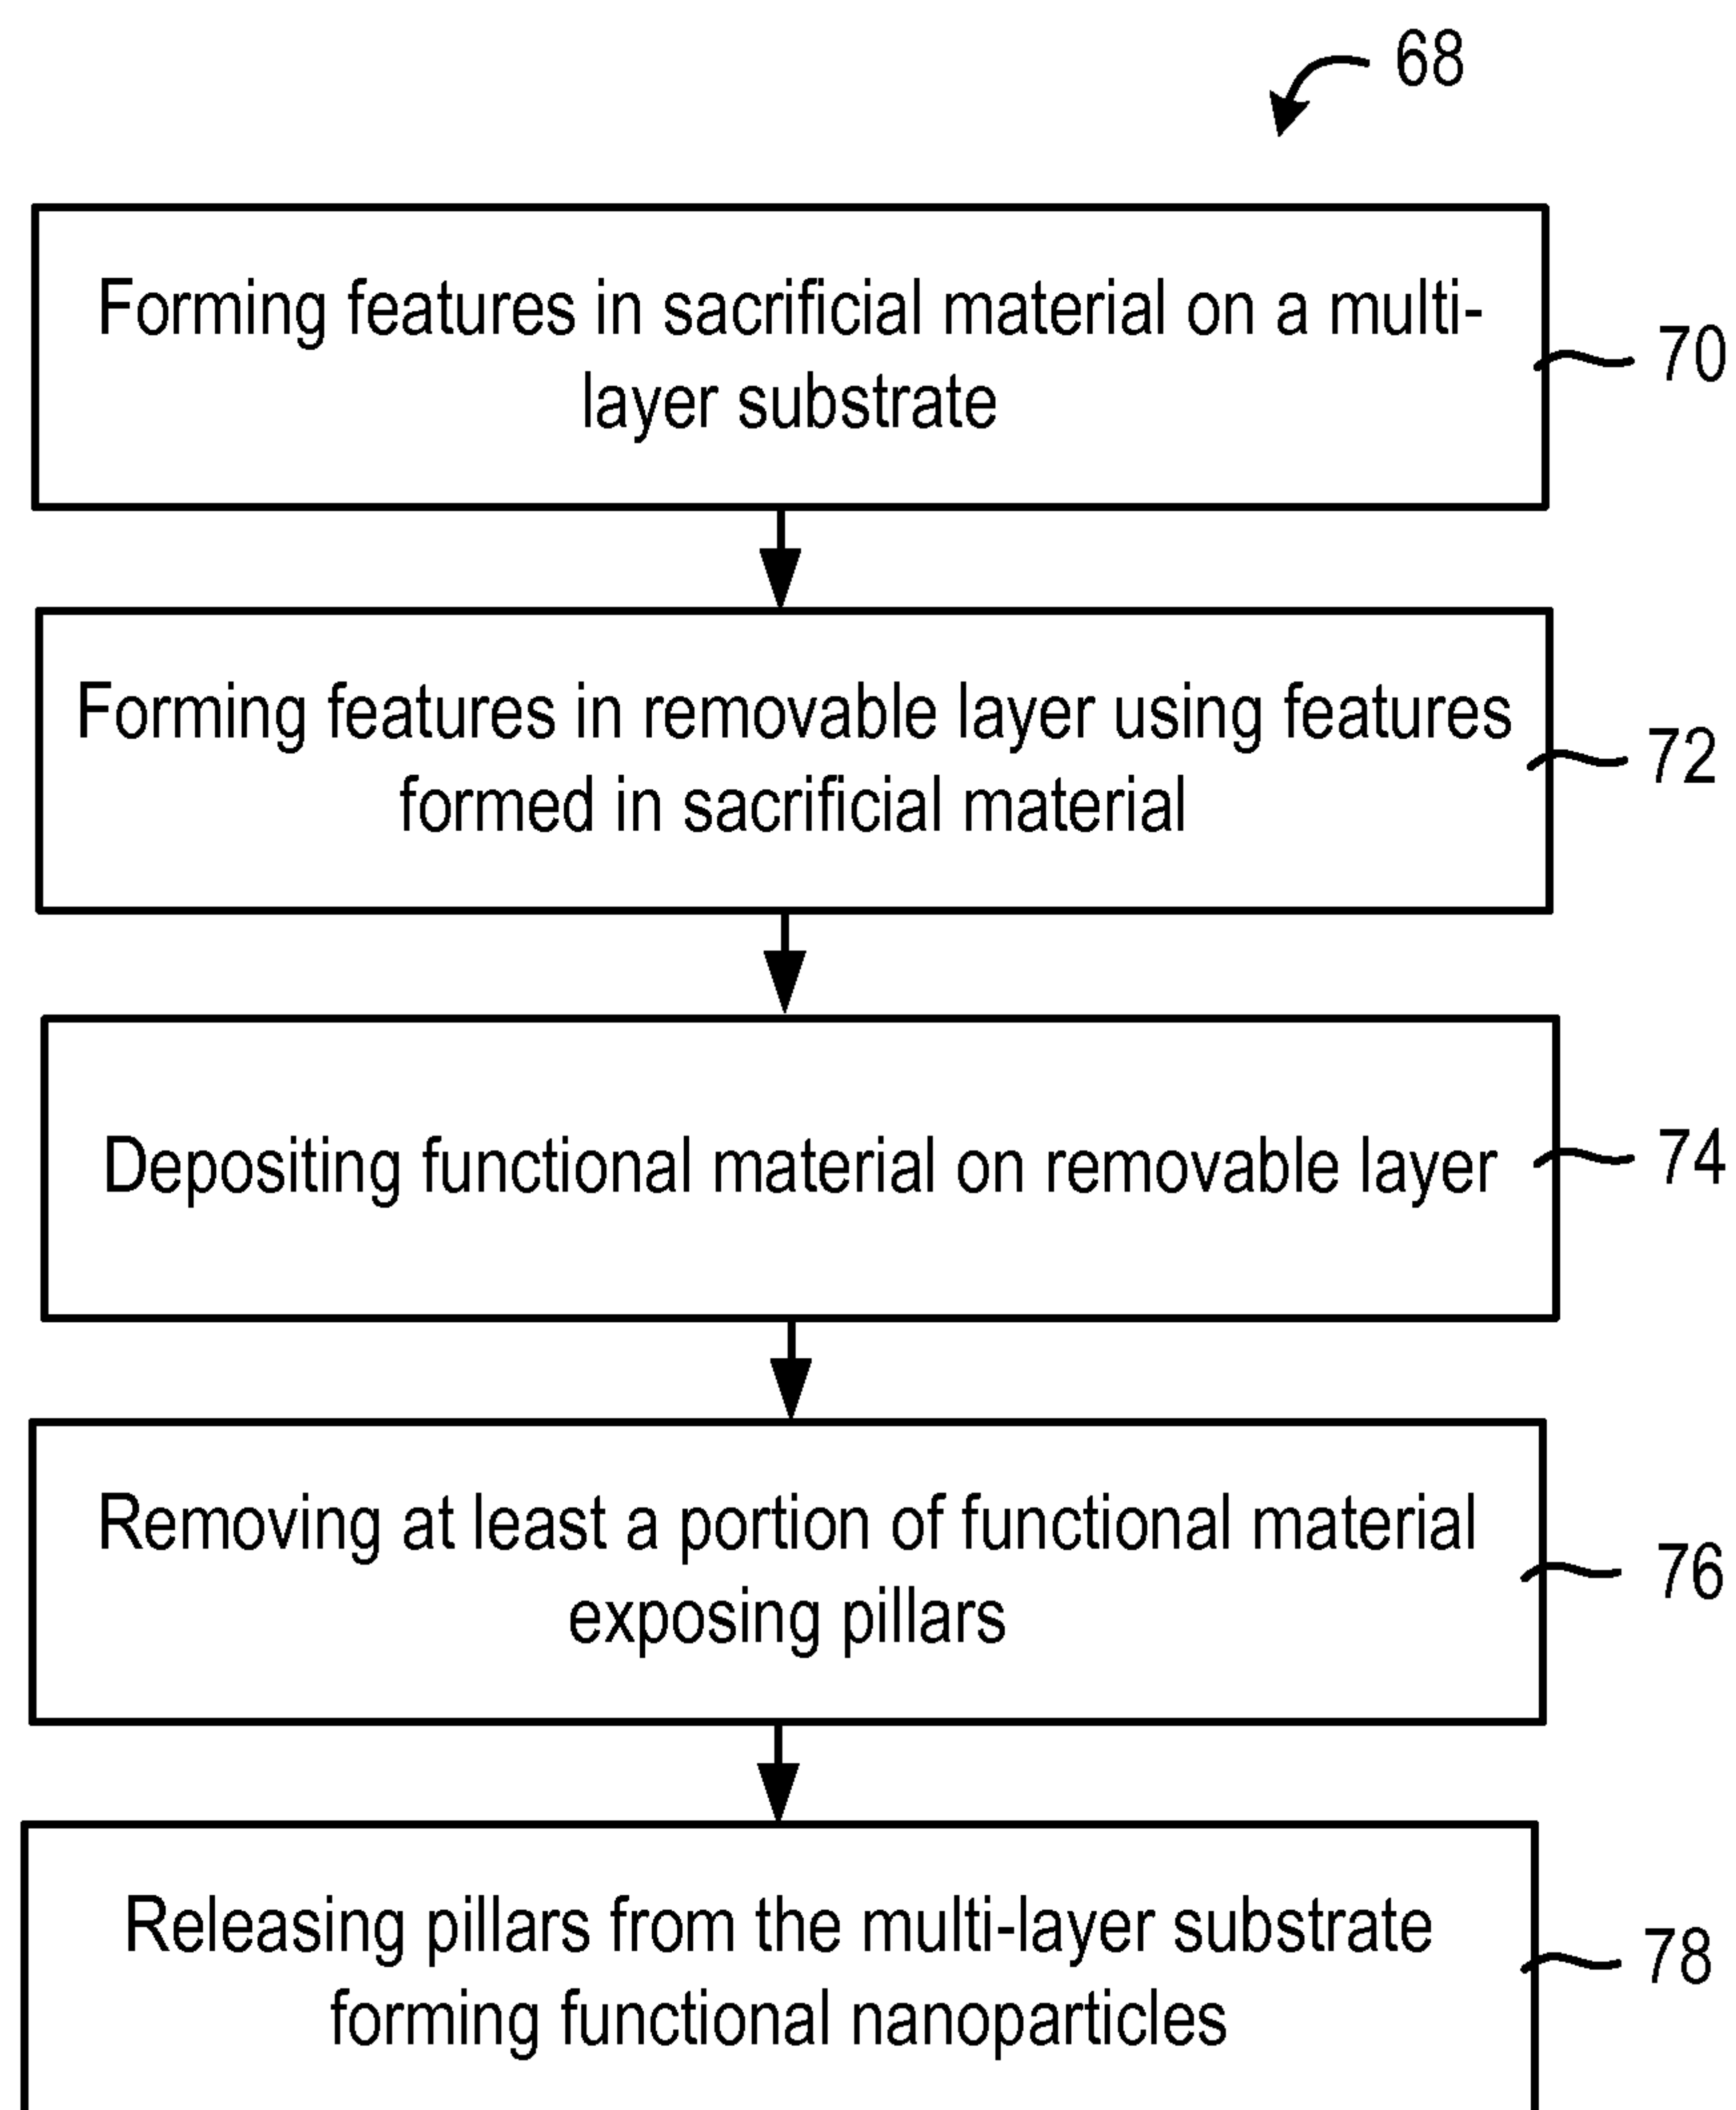 68
Forming features in sacrificial material on a multi-
layer substrate
70
Forming features in removable layer using features
formed in sacrificial material
72
Depositing functional material on removable layer
74
Removing at least a portion of functional material
exposing pillars
76
Releasing pillars from the multi-layer substrate
forming functional nanoparticles
78